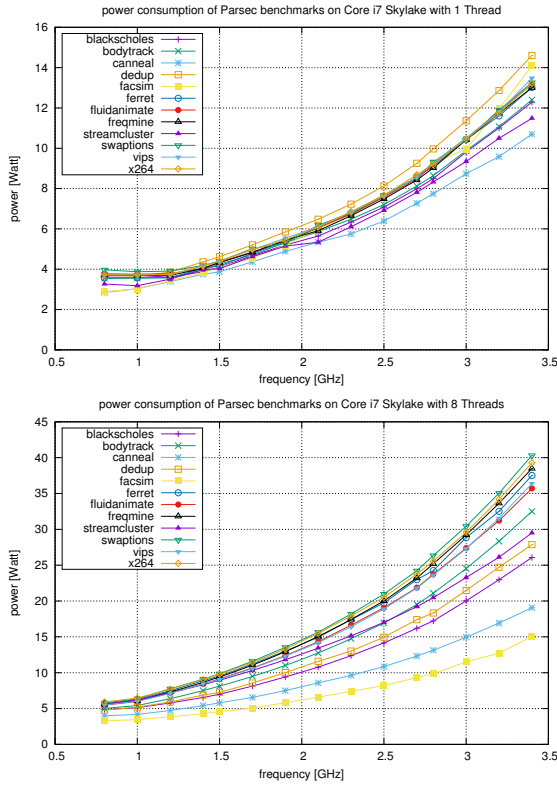 power consumption of Parsec benchmarks on Core i7 Skylake with 1 Thread
power [Watt]
16
14
12
10
8
6
4
2
0
blackscholes
bodytrack
canneal
dedup
facsim
ferret
fluidanimate
freqmine
streamcluster
swaptions
vips
x264
0.5 1 1.5 2 2.5 3 3.5
frequency [GHz]
power consumption of Parsec benchmarks on Core i7 Skylake with 8 Threads
power [Watt]
45
40
35
30
25
20
15
10
5
0
blackscholes
bodytrack
canneal
dedup
facsim
ferret
fluidanimate
freqmine
streamcluster
swaptions
vips
x264
0.5 1 1.5 2 2.5 3 3.5
frequency [GHz]